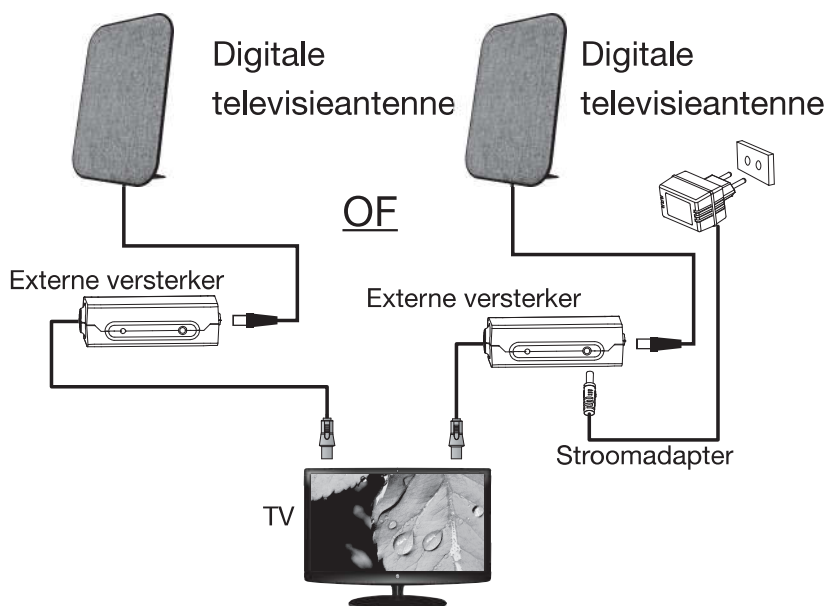 Digitale
televisieantenne
Digitale
televisieantenne
OF
Externe versterker
Externe versterker
Stroomadapter
TV